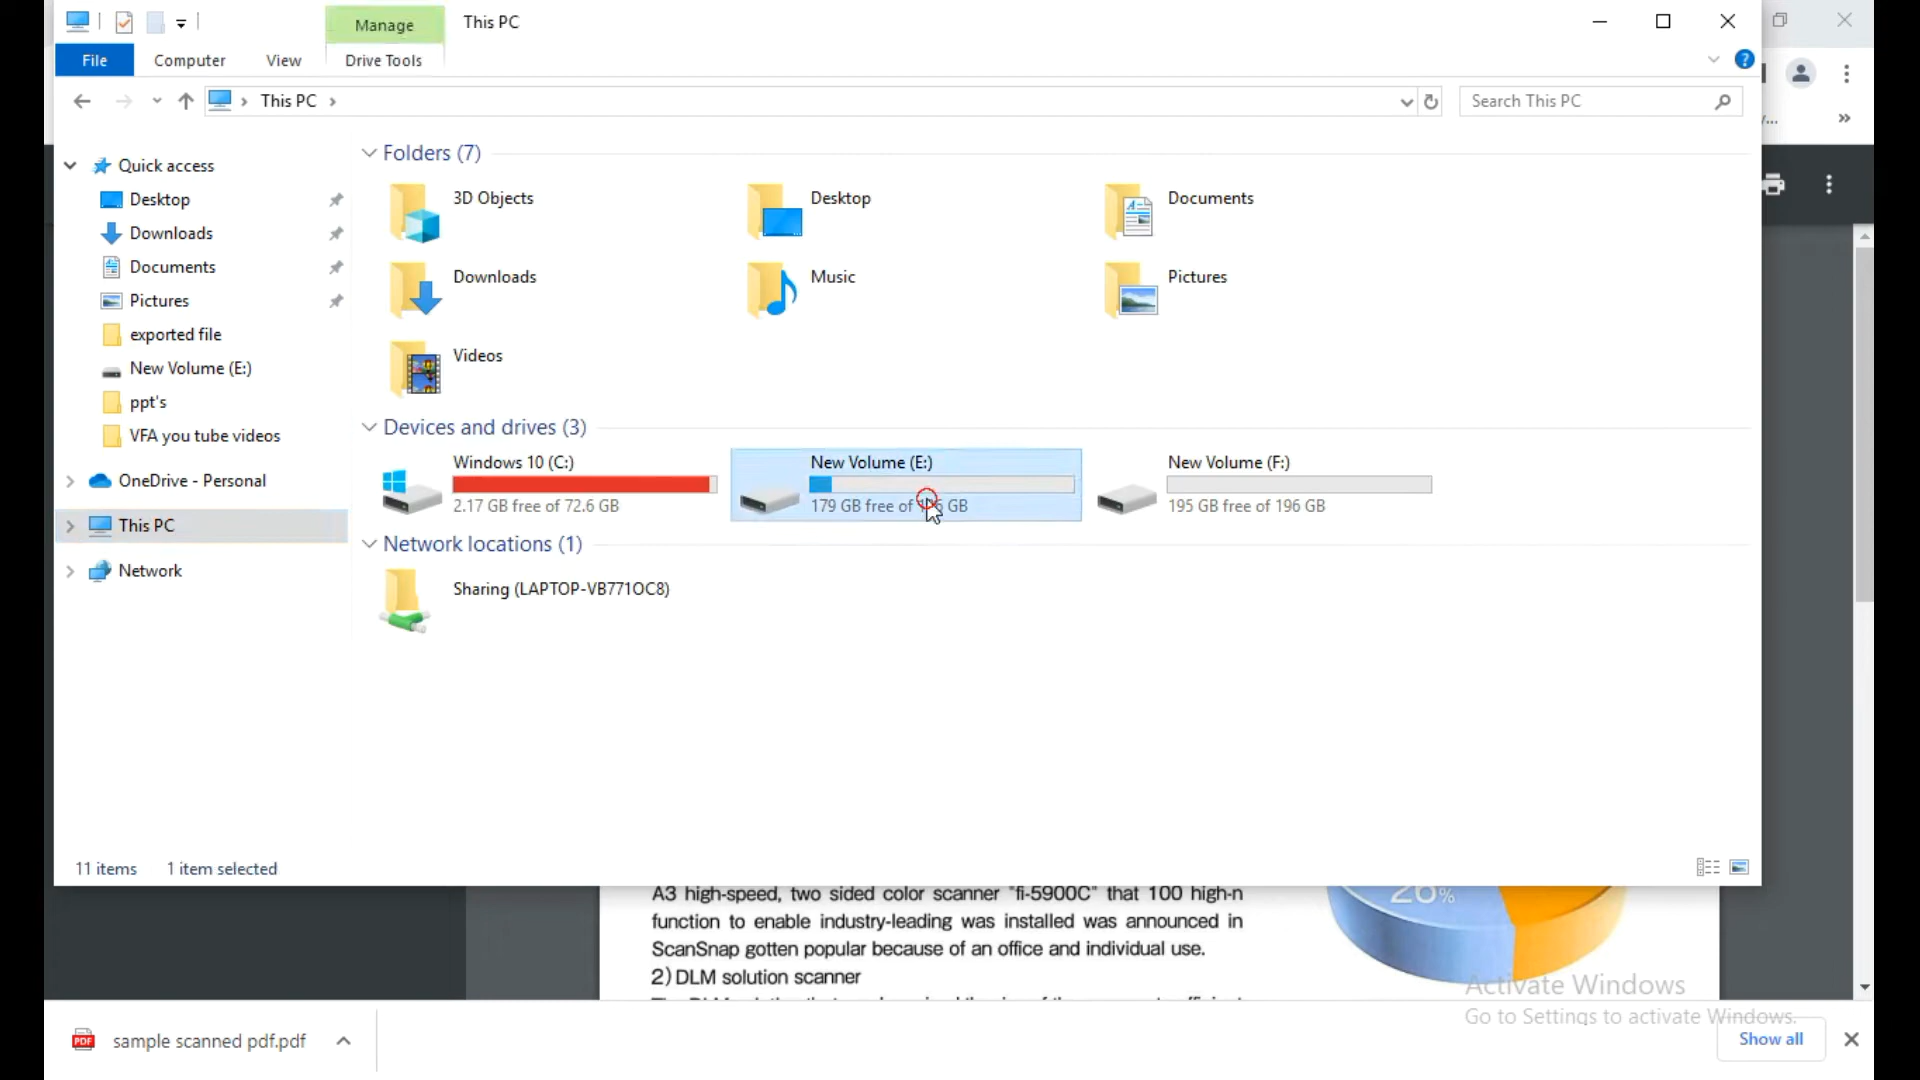 Manage
This PC
File
Computer
View
Drive Tools
This PC
Search This PC
Quick access
Desktop
Downloads
Documents
Pictures
exported file
New Volume (E:)
ppt's
VFA you tube videos
OneDrive - Personal
This PC
Network
Folders (7)
3D Objects
Desktop
Documents
Downloads
Music
Pictures
Videos
Devices and drives (3)
Windows 10 (C:)
2.17 GB free of 72.6 GB
New Volume (E:)
179 GB free of GB
New Volume (F:)
195 GB free of 196 GB
Network locations (1)
Sharing (LAPTOP-VB771OC8)
11 items
1 item selected
A3 high-speed, two sided color scanner "fi-5900C" that 100 high-n
function to enable industry-leading was installed was announced in
ScanSnap gotten popular because of an office and individual use.
2) DLM solution scanner
26%
Activate Windows
Go to Settings to activate Windows.
PDF
sample scanned pdf.pdf
Show all